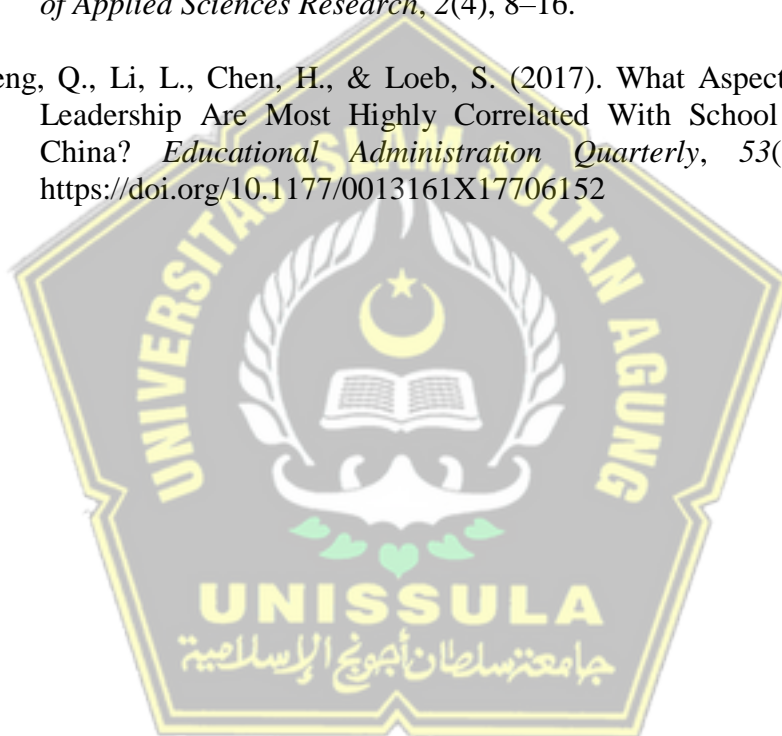 of Applied Sciences Research, 2(4), 8–16.
eng, Q., Li, L., Chen, H., & Loeb, S. (2017). What Aspect
Leadership Are Most Highly Correlated With School
China? Educational Administration Quarterly, 53(
https://doi.org/10.1177/0013161X17706152
UNIVERSITAS ISLAM SULTAN AGUNG
UNISSULA
جامعتسلطان أجونج الإسلامية